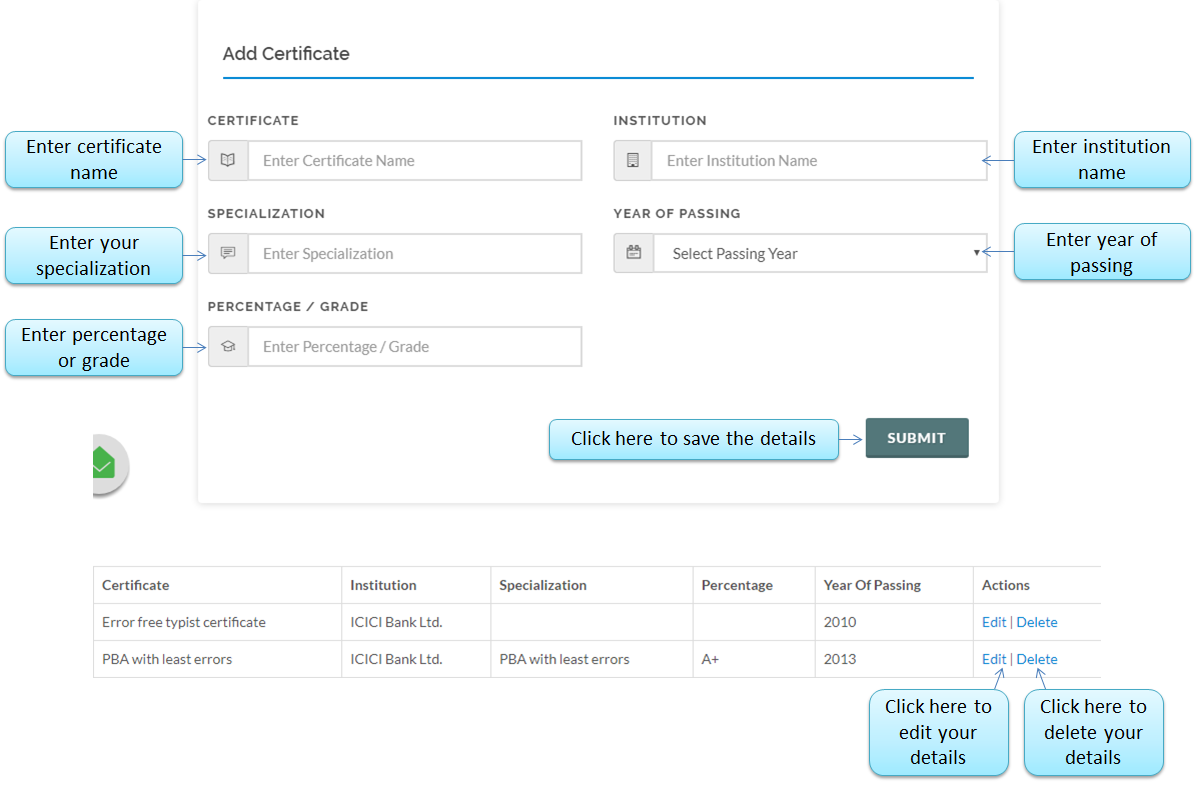 Add Certificate
CERTIFICATE
INSTITUTION
Enter certificate
name
Enter Certificate Name
Enter Institution Name
Enter institution
name
SPECIALIZATION
YEAR OF PASSING
Enter your
specialization
Enter Specialization
Select Passing Year
Enter year of
passing
PERCENTAGE / GRADE
Enter percentage
or grade
Enter Percentage / Grade
Click here to save the details
SUBMIT
Certificate Institution Specialization Percentage Year Of Passing Actions
Error free typist certificate ICICI Bank Ltd. 2010 Edit | Delete
PBA with least errors ICICI Bank Ltd. PBA with least errors A+ 2013 Edit | Delete
Click here to
edit your
details
Click here to
delete your
details